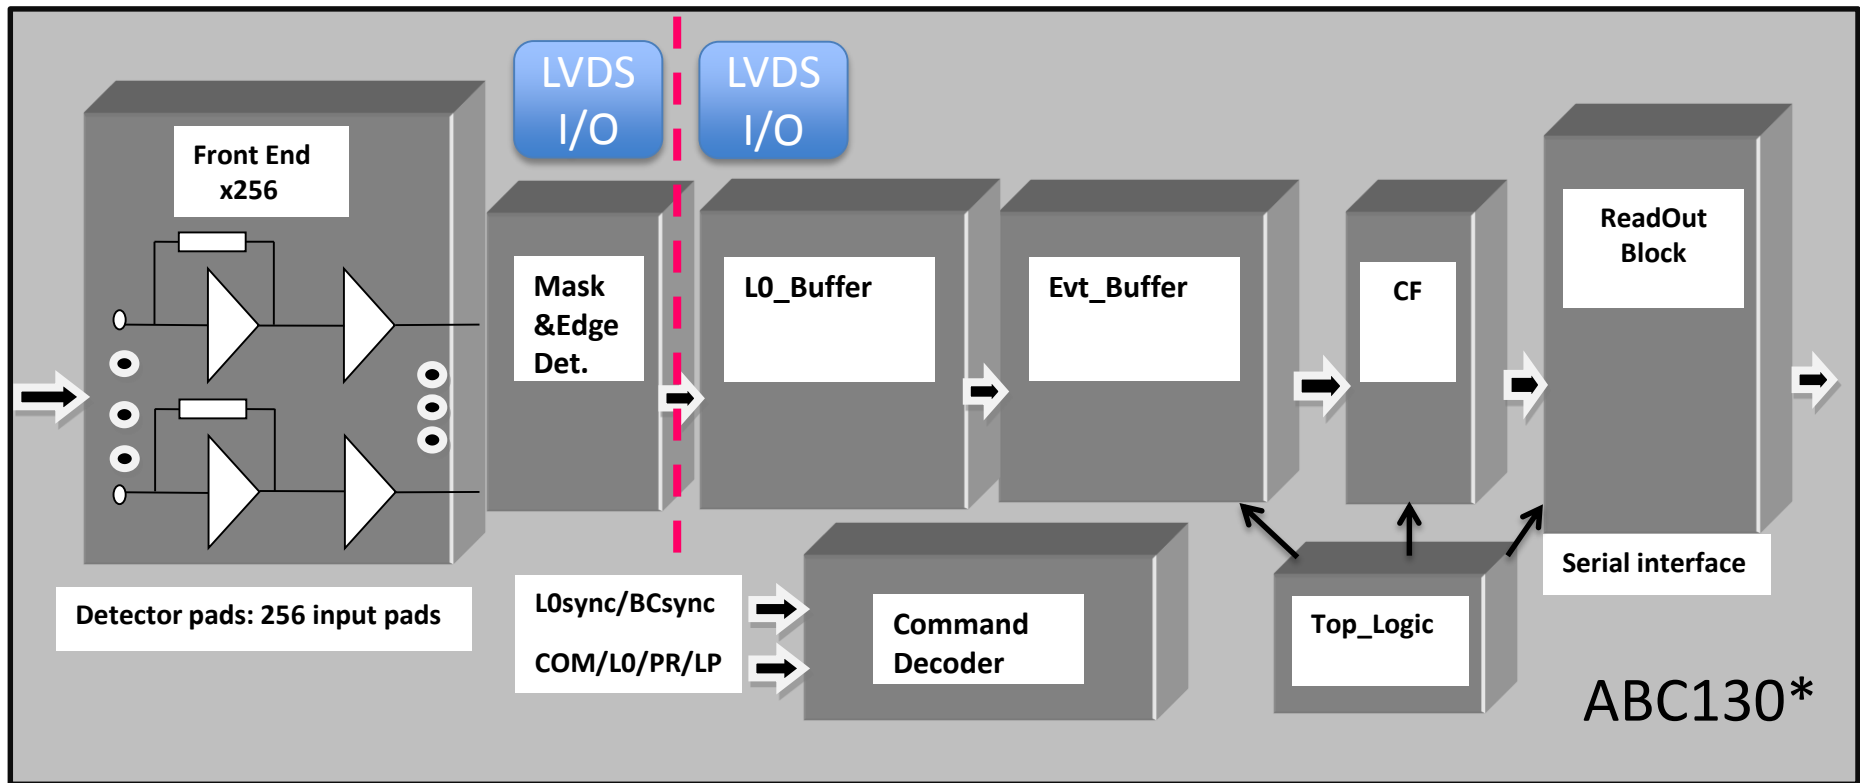 LVDS
I/O
LVDS
I/O
Front End
x256
Mask
&Edge
Det.
L0_Buffer
Evt_Buffer
CF
ReadOut
Block
Serial interface
Detector pads: 256 input pads
L0sync/BCsync
COM/L0/PR/LP
Command
Decoder
Top_Logic
ABC130*